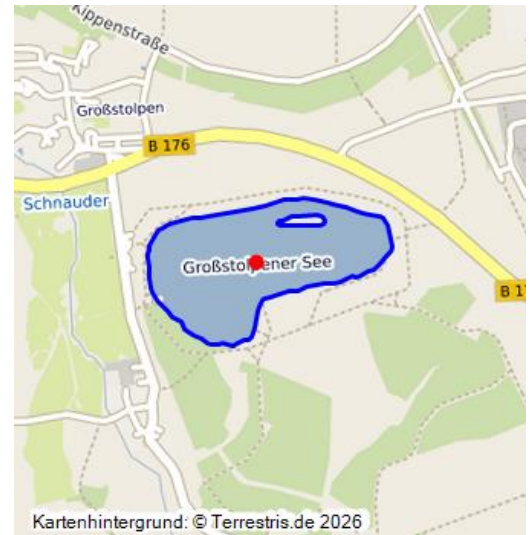 Kippenstraße
Großstolpen
B 176
Schnauder
Großstolpener See
B 17
Kartenhintergrund: © Terrestris.de 2026